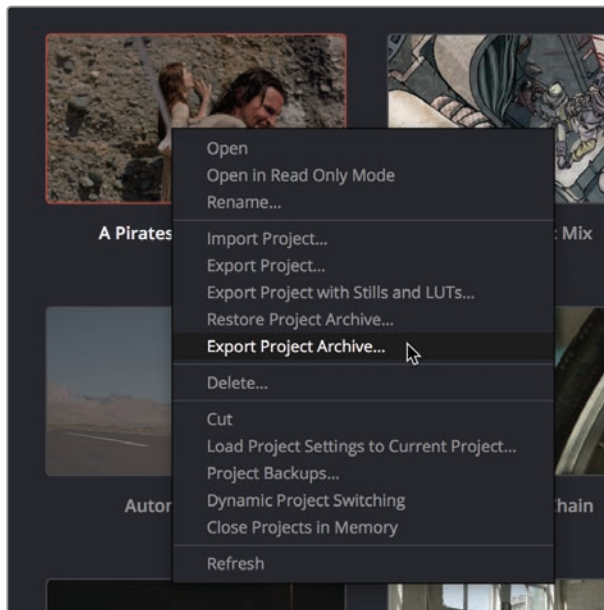 Open
Open in Read Only Mode
Rename...
A Pirates
Mix
Import Project...
Export Project...
Export Project with Stills and LUTs...
Restore Project Archive...
Export Project Archive...
Delete...
Cut
Load Project Settings to Current Project...
Project Backups...
Autor
hain
Dynamic Project Switching
Close Projects in Memory
Refresh